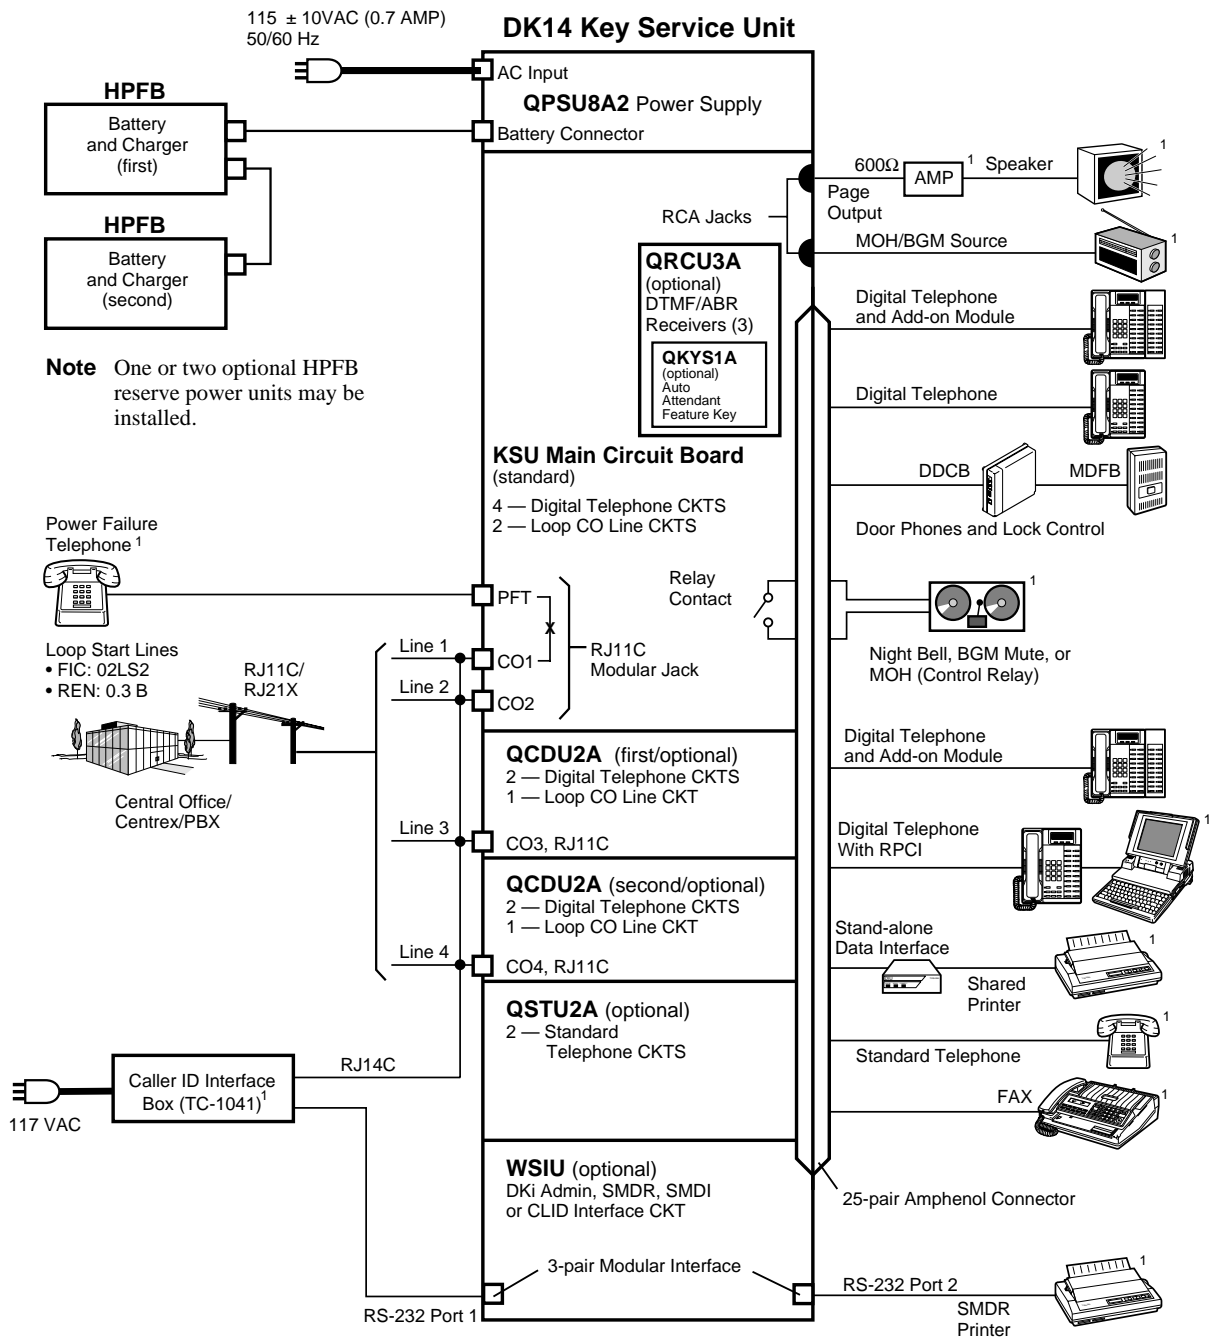 115 ± 10VAC (0.7 AMP)
50/60 Hz
DK14 Key Service Unit
AC Input
QPSU8A2 Power Supply
Battery Connector
HPFB
Battery
and Charger
(first)
HPFB
Battery
and Charger
(second)
Note One or two optional HPFB
reserve power units may be
installed.
RCA Jacks
600Ω
AMP
1
Speaker
1
Page
Output
MOH/BGM Source
1
QRCU3A
(optional)
DTMF/ABR
Receivers (3)
QKYS1A
(optional)
Auto
Attendant
Feature Key
Digital Telephone
and Add-on Module
Digital Telephone
DDCB
MDFB
Door Phones and Lock Control
KSU Main Circuit Board
(standard)
4 — Digital Telephone CKTS
2 — Loop CO Line CKTS
Power Failure
Telephone 1
PFT
X
CO1
CO2
RJ11C
Modular Jack
Relay
Contact
1
Night Bell, BGM Mute, or
MOH (Control Relay)
Loop Start Lines
• FIC: 02LS2
• REN: 0.3 B
RJ11C/
RJ21X
Central Office/
Centrex/PBX
Line 1
Line 2
Line 3
Line 4
QCDU2A (first/optional)
2 — Digital Telephone CKTS
1 — Loop CO Line CKT
CO3, RJ11C
QCDU2A (second/optional)
2 — Digital Telephone CKTS
1 — Loop CO Line CKT
CO4, RJ11C
QSTU2A (optional)
2 — Standard
Telephone CKTS
Digital Telephone
and Add-on Module
Digital Telephone
With RPCI
1
Stand-alone
Data Interface
Shared
Printer
1
Standard Telephone
1
FAX
1
RJ14C
Caller ID Interface
Box (TC-1041)1
117 VAC
WSIU (optional)
DKi Admin, SMDR, SMDI
or CLID Interface CKT
25-pair Amphenol Connector
3-pair Modular Interface
RS-232 Port 1
RS-232 Port 2
SMDR
Printer
1